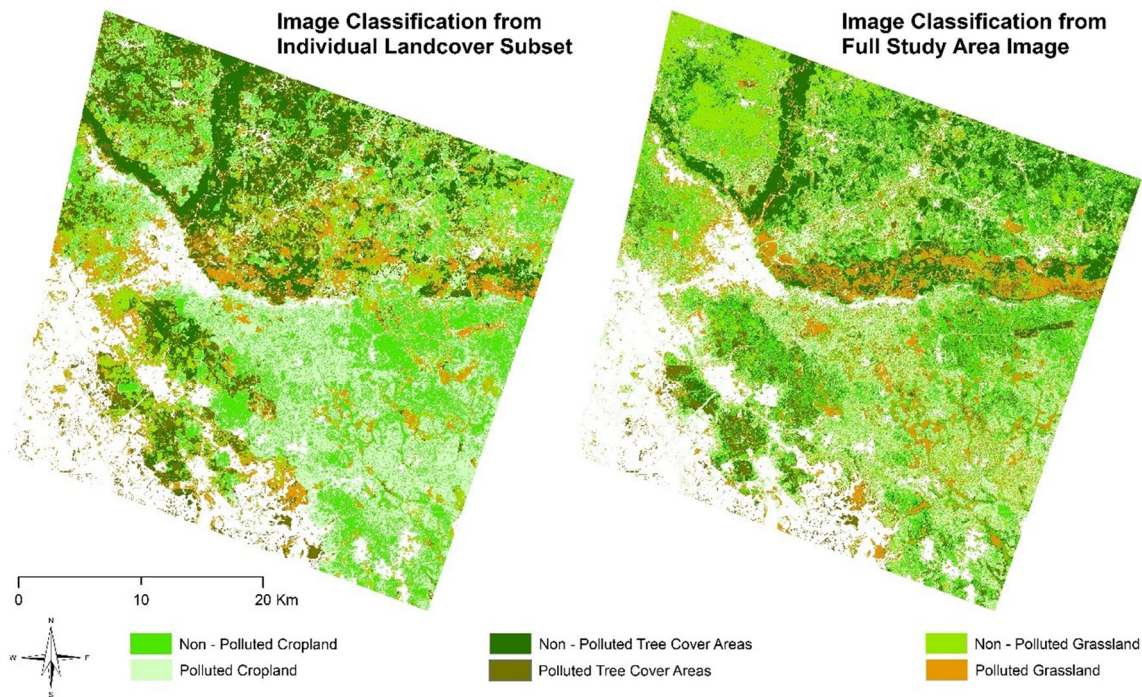 Image Classification from
Individual Landcover Subset
Image Classification from
Full Study Area Image
0 10 20 Km
N
W E
S
Non - Polluted Cropland
Polluted Cropland
Non - Polluted Tree Cover Areas
Polluted Tree Cover Areas
Non - Polluted Grassland
Polluted Grassland